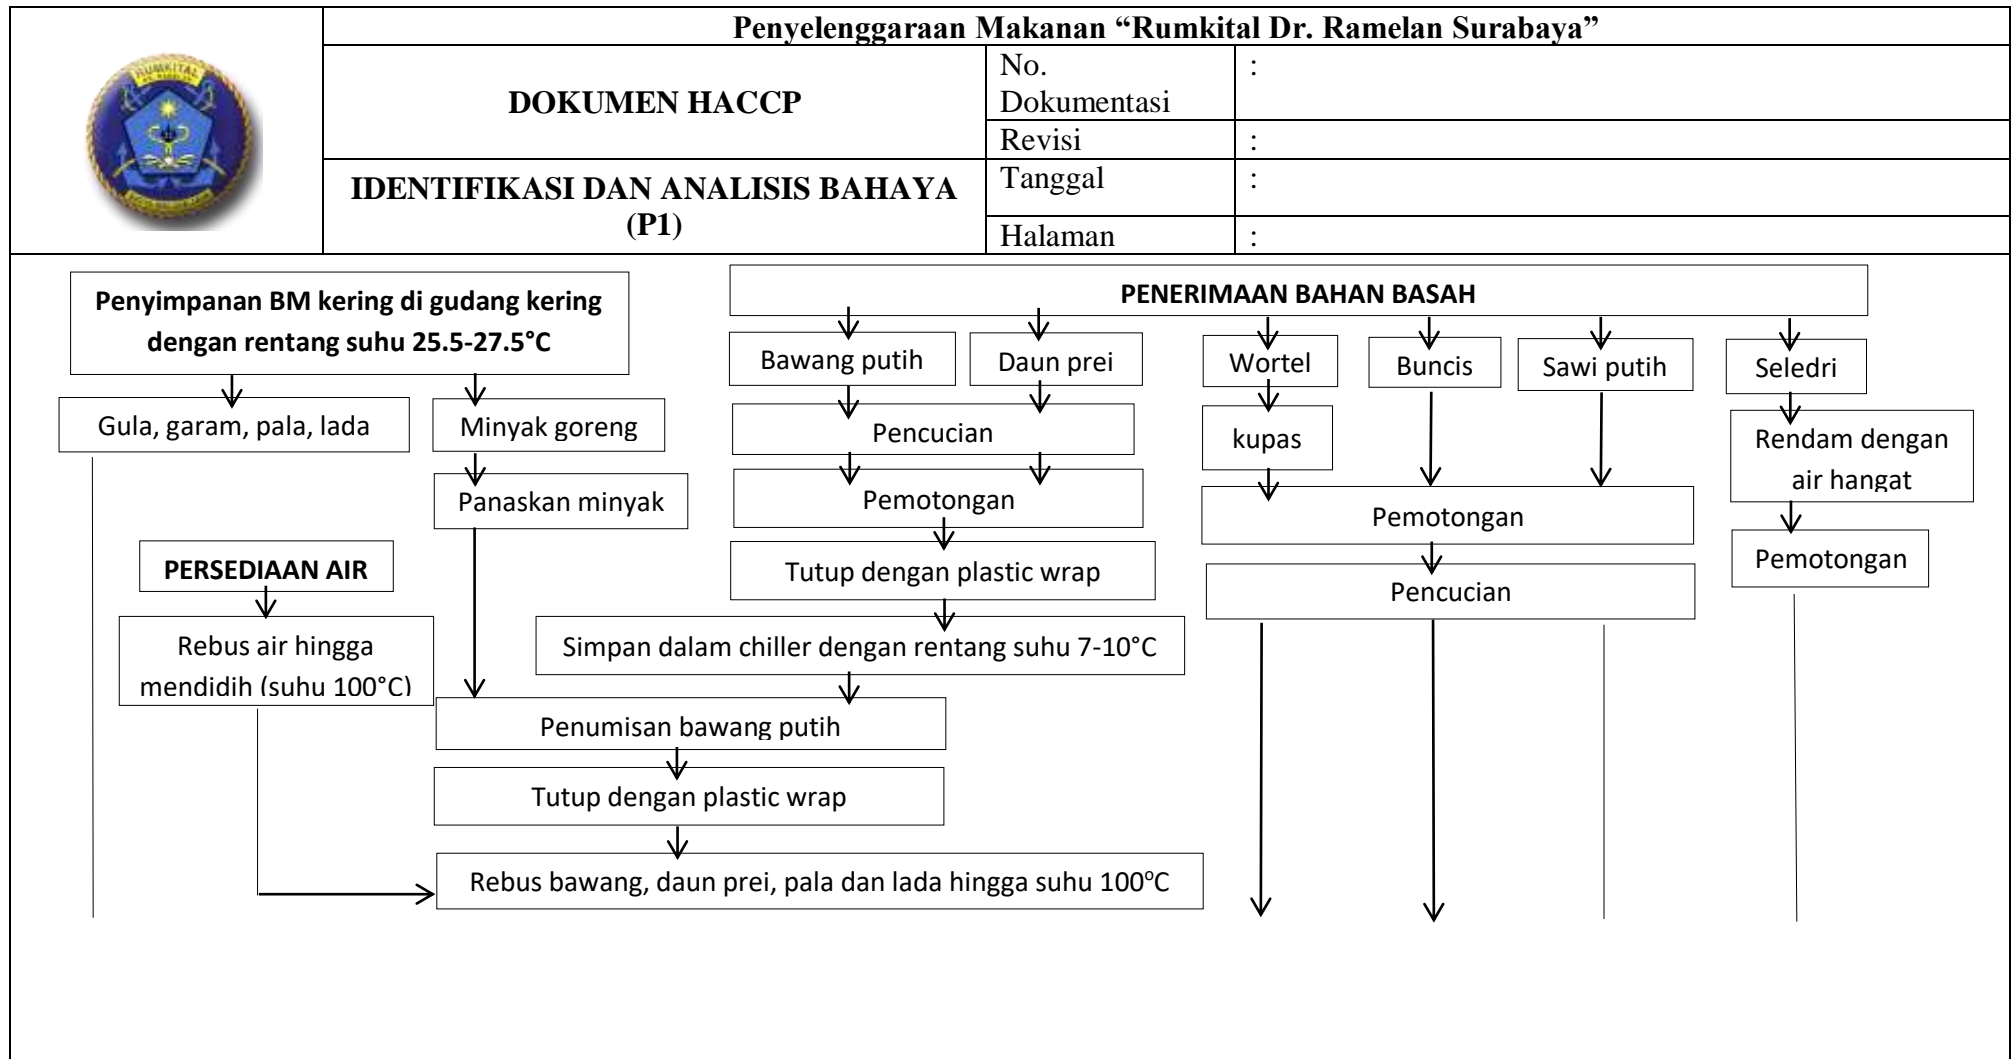 Penyelenggaraan Makanan “Rumkital Dr. Ramelan Surabaya”
RUMKITAL
DOKUMEN HACCP
No.
Dokumentasi
:
Revisi
:
IDENTIFIKASI DAN ANALISIS BAHAYA
(P1)
Tanggal
:
Halaman
:
Penyimpanan BM kering di gudang kering
dengan rentang suhu 25.5-27.5°C
PENERIMAAN BAHAN BASAH
Bawang putih
Daun prei
Wortel
Buncis
Sawi putih
Seledri
Gula, garam, pala, lada
Minyak goreng
Pencucian
kupas
Rendam dengan
air hangat
Panaskan minyak
Pemotongan
Pemotongan
Pemotongan
PERSEDIAAN AIR
Tutup dengan plastic wrap
Pencucian
Rebus air hingga
mendidih (suhu 100°C)
Simpan dalam chiller dengan rentang suhu 7-10°C
Penumisan bawang putih
Tutup dengan plastic wrap
Rebus bawang, daun prei, pala dan lada hingga suhu 100°C